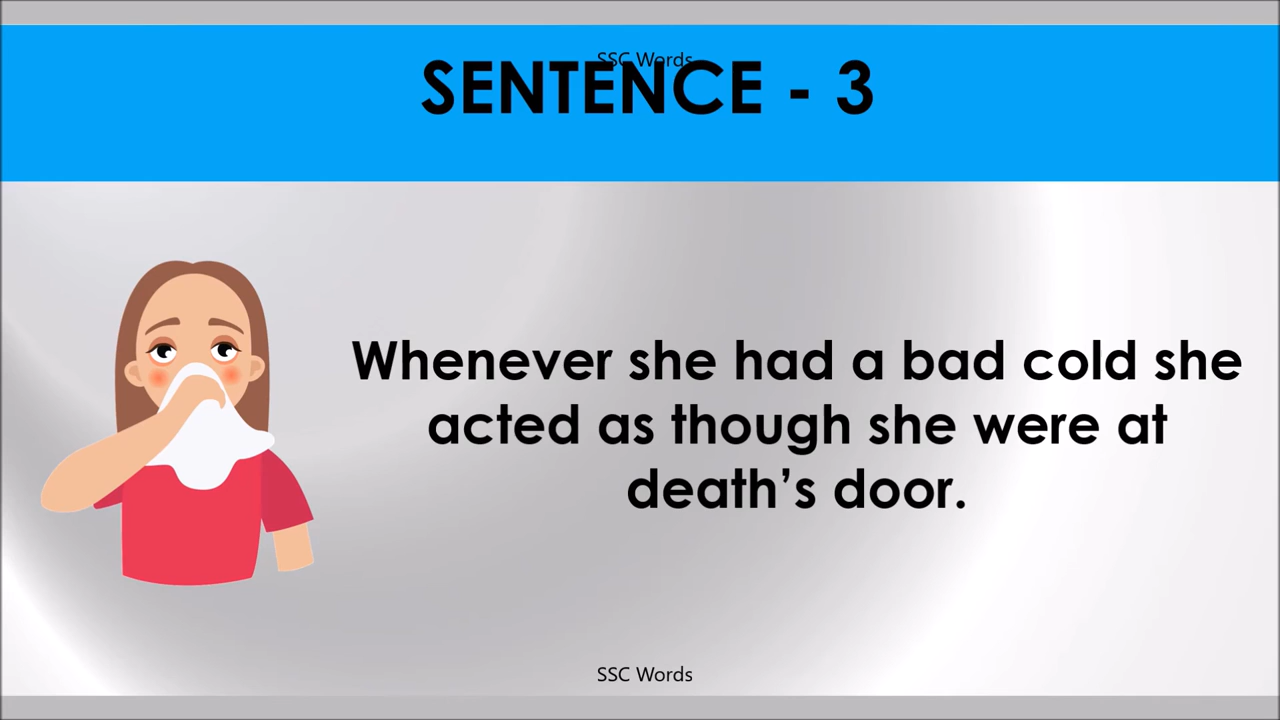 SSC Words
SENTENCE - 3
Whenever she had a bad cold she
acted as though she were at
death’s door.
SSC Words